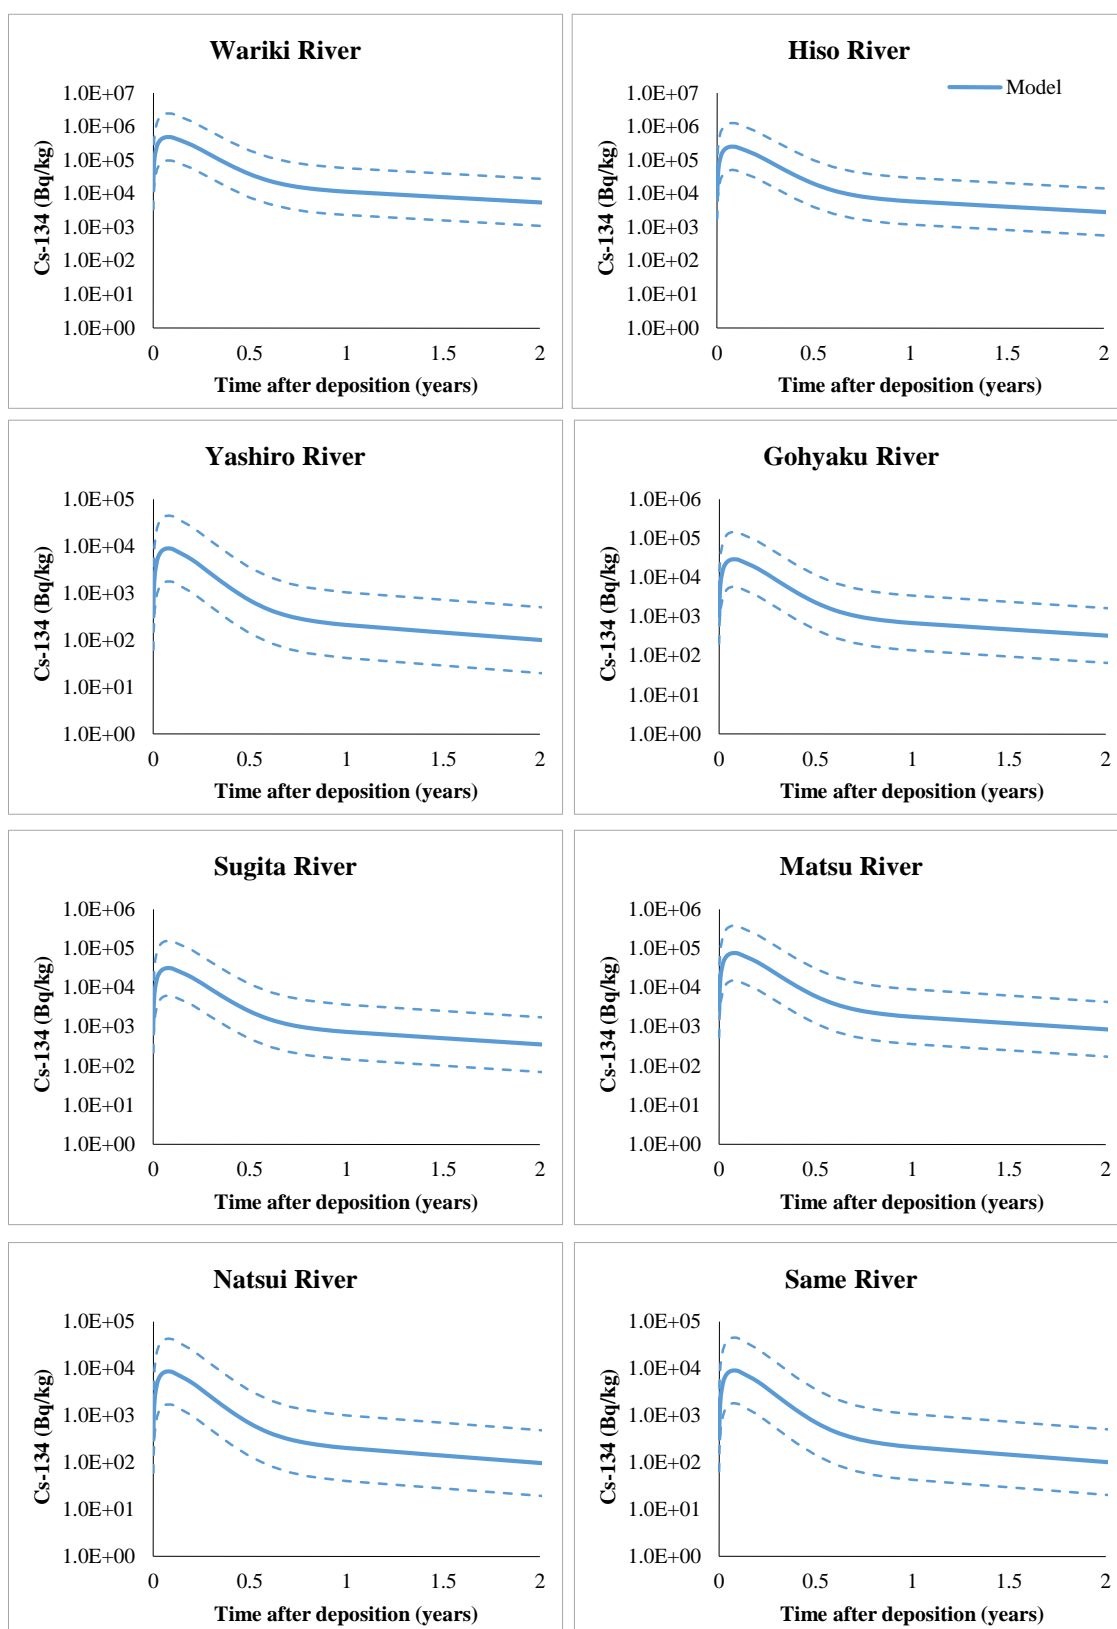 Wariki River
Cs-134 (Bq/kg)
1.0E+07
1.0E+06
1.0E+05
1.0E+04
1.0E+03
1.0E+02
1.0E+01
1.0E+00
0 0.5 1 1.5 2
Time after deposition (years)
Hiso River
Model
Cs-134 (Bq/kg)
1.0E+07
1.0E+06
1.0E+05
1.0E+04
1.0E+03
1.0E+02
1.0E+01
1.0E+00
0 0.5 1 1.5 2
Time after deposition (years)
Yashiro River
Cs-134 (Bq/kg)
1.0E+05
1.0E+04
1.0E+03
1.0E+02
1.0E+01
1.0E+00
0 0.5 1 1.5 2
Time after deposition (years)
Gohyaku River
Cs-134 (Bq/kg)
1.0E+06
1.0E+05
1.0E+04
1.0E+03
1.0E+02
1.0E+01
1.0E+00
0 0.5 1 1.5 2
Time after deposition (years)
Sugita River
Cs-134 (Bq/kg)
1.0E+06
1.0E+05
1.0E+04
1.0E+03
1.0E+02
1.0E+01
1.0E+00
0 0.5 1 1.5 2
Time after deposition (years)
Matsu River
Cs-134 (Bq/kg)
1.0E+06
1.0E+05
1.0E+04
1.0E+03
1.0E+02
1.0E+01
1.0E+00
0 0.5 1 1.5 2
Time after deposition (years)
Natsui River
Cs-134 (Bq/kg)
1.0E+05
1.0E+04
1.0E+03
1.0E+02
1.0E+01
1.0E+00
0 0.5 1 1.5 2
Time after deposition (years)
Same River
Cs-134 (Bq/kg)
1.0E+05
1.0E+04
1.0E+03
1.0E+02
1.0E+01
1.0E+00
0 0.5 1 1.5 2
Time after deposition (years)